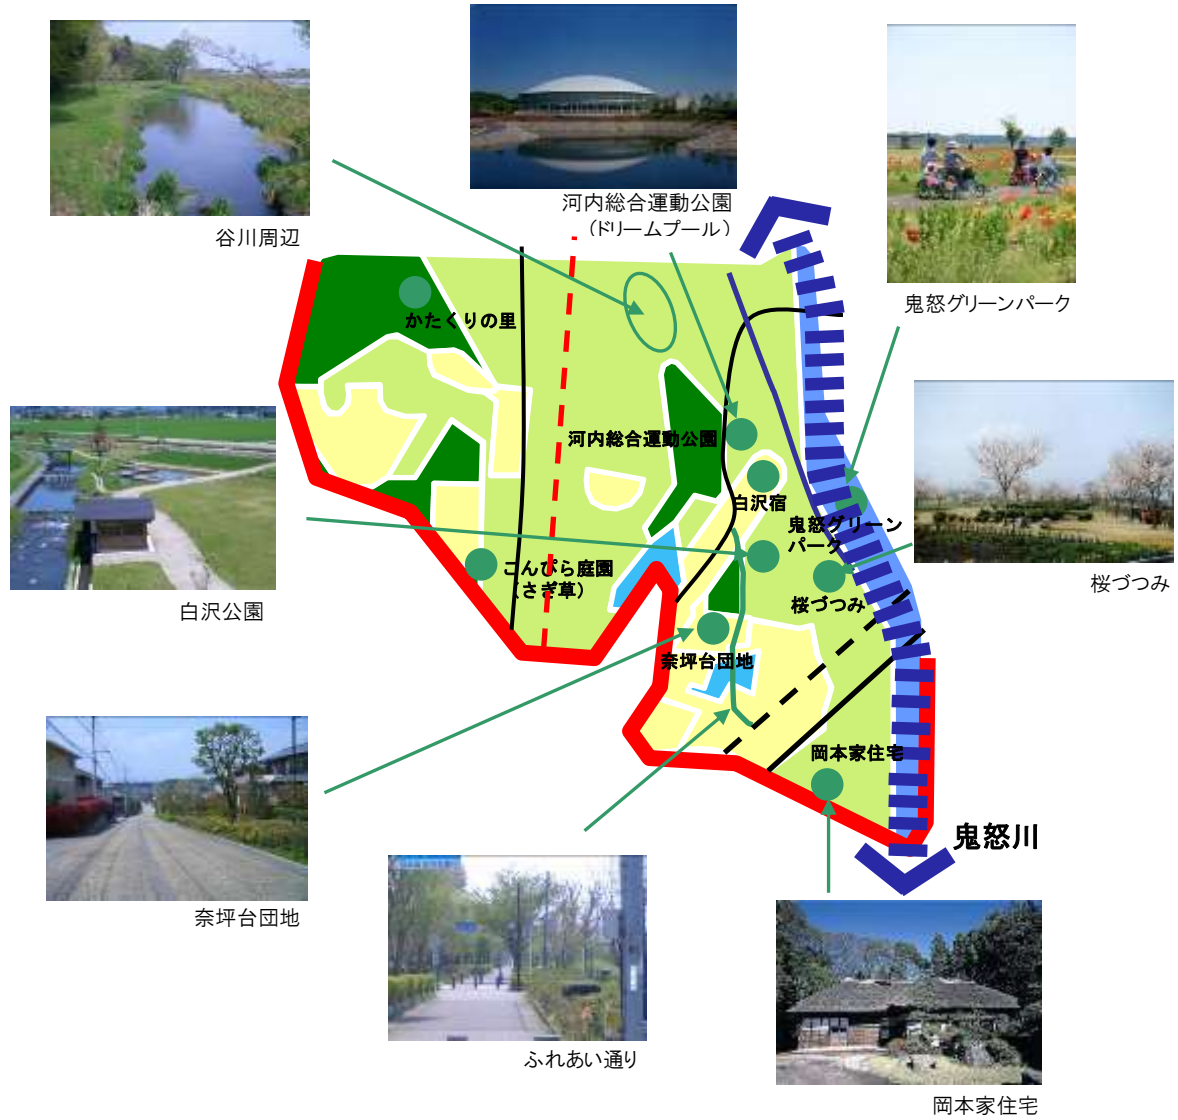 河内総合運動公園
（ドリームプール）
谷川周辺
鬼怒グリーンパーク
かたくりの里
河内総合運動公園
白沢宿
鬼怒グリーン
パーク
桜づつみ
こんぴら庭園
（さぎ草）
桜づつみ
白沢公園
奈坪台団地
岡本家住宅
鬼怒川
奈坪台団地
ふれあい通り
岡本家住宅